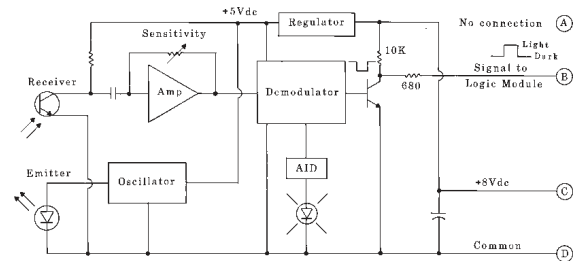 +5Vdc
Regulator
No connection
A
Sensitivity
10K
Light
Dark
Receiver
Signal to
Logic Module
B
Amp
Demodulator
680
Emitter
Oscillator
AID
+8Vdc
C
Common
D